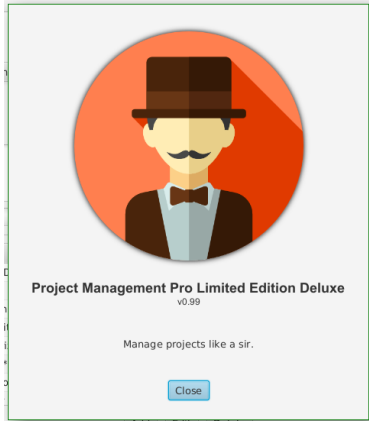 Project Management Pro Limited Edition Deluxe
v0.99
Manage projects like a sir.
Close